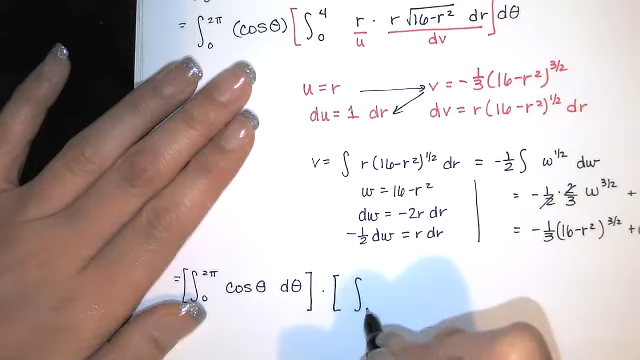 = ∫₀^2π (cosθ) [ ∫₀⁴ r · r √16-r² dr ] dθ
u dv
u = r → v = -1/3 (16-r²)^3/2
du = 1 dr dv = r (16-r²)^1/2 dr
v = ∫ r (16-r²)^1/2 dr = -1/2 ∫ w^1/2 dw
w = 16-r² = -1/2 · 2/3 w^3/2 +
dw = -2r dr
-1/2 dw = r dr = -1/3 (16-r²)^3/2 +
= [ ∫₀^2π cosθ dθ ] · [ ∫